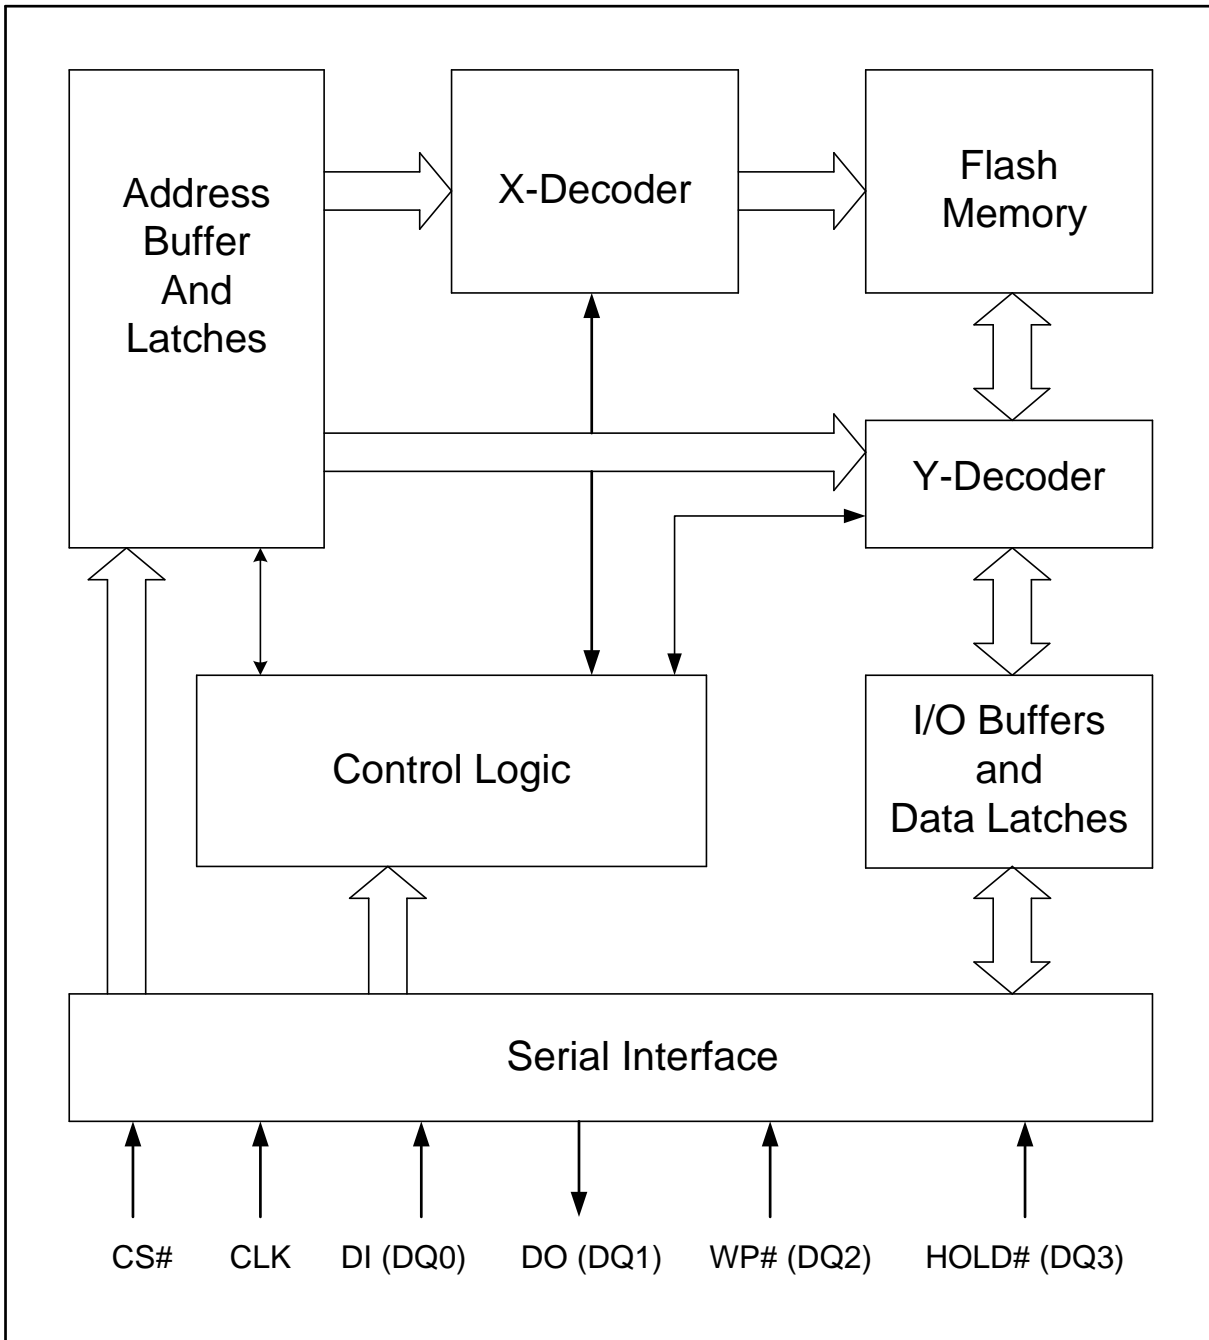 Address
Buffer
And
Latches
X-Decoder
Flash
Memory
Y-Decoder
Control Logic
I/O Buffers
and
Data Latches
Serial Interface
CS# CLK DI (DQ0) DO (DQ1) WP# (DQ2) HOLD# (DQ3)